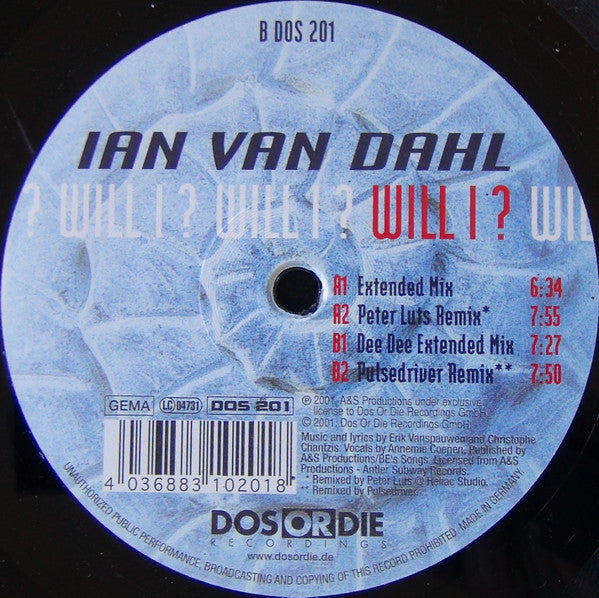 B DOS 201
IAN VAN DAHL
? WILL I ? WILL I ? WILL I ? WIL
A1 Extended Mix 6:34
A2 Peter Luts Remix* 7:55
B1 Dee Dee Extended Mix 7:27
B2 Pulsedriver Remix** 7:50
GEMA LC 04731 DOS 201
℗ 2001. A&S Productions under exclusive
license to Dos Or Die Recordings GmbH.
© 2001. Dos Or Die Recordings GmbH.
Music and lyrics by Erik Vanspauwen and Christophe
Chantzis. Vocals by Annemie Coenen. Published by
A&S Productions/BE's Songs. Licensed from A&S
Productions - Antler Subway Records.
* Remixed by Peter Luts @ Heliac Studio.
** Remixed by Pulsedriver.
4 036883 102018
DOS OR DIE
RECORDINGS
www.dosordie.de
UNAUTHORIZED PUBLIC PERFORMANCE, BROADCASTING AND COPYING OF THIS RECORD PROHIBITED. MADE IN GERMANY.